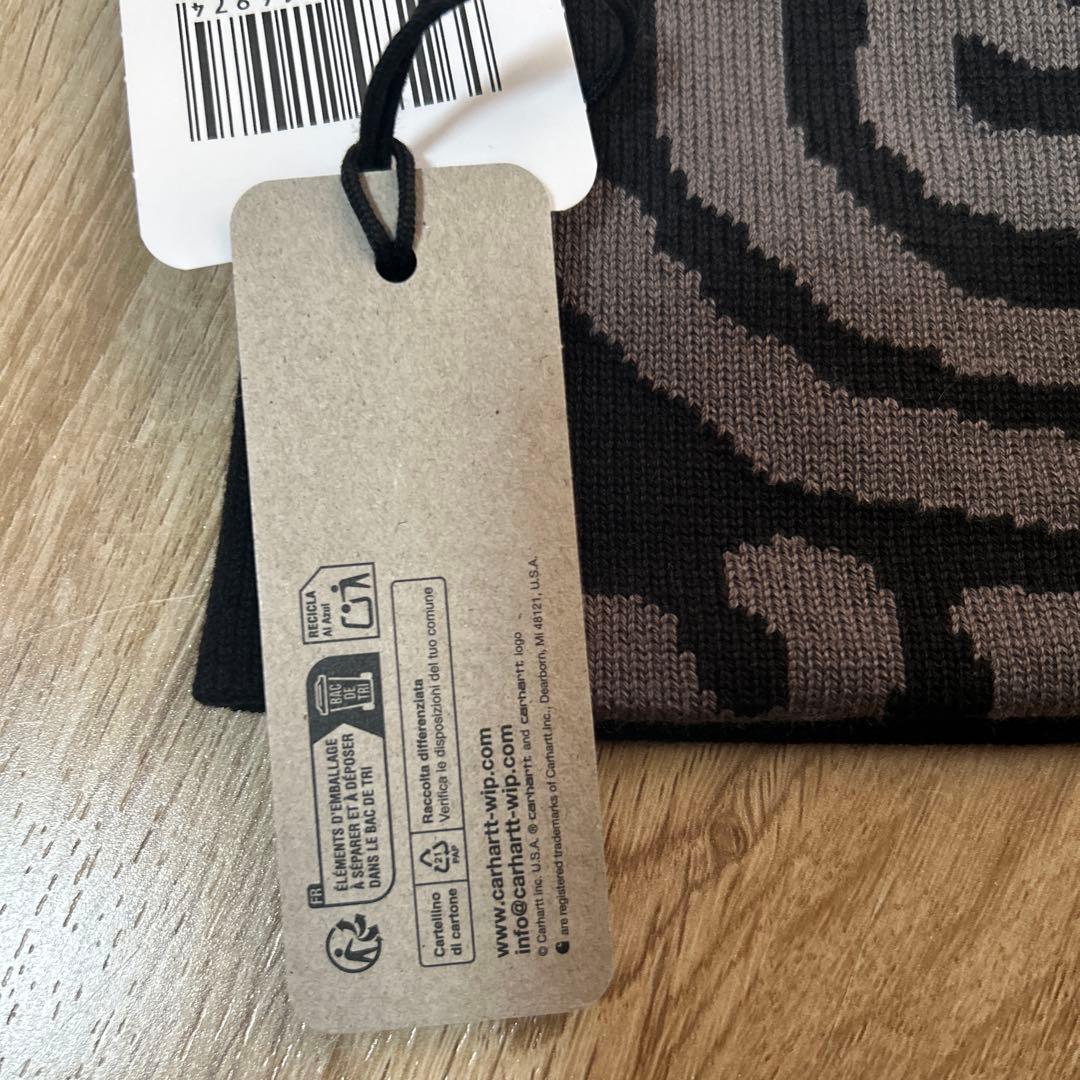 RECICLA
Al Azul
BAC
DE
TRI
FR
ÉLÉMENTS D'EMBALLAGE
À SÉPARER ET À DÉPOSER
DANS LE BAC DE TRI
Cartellino
di cartone
21
PAP
Raccolta differenziata
Verifica le disposizioni del tuo comune
www.carhartt-wip.com
info@carhartt-wip.com
© Carhartt Inc. U.S.A. ® carhartt and carhartt logo
are registered trademarks of Carhartt Inc., Dearborn, MI 48121, U.S.A.